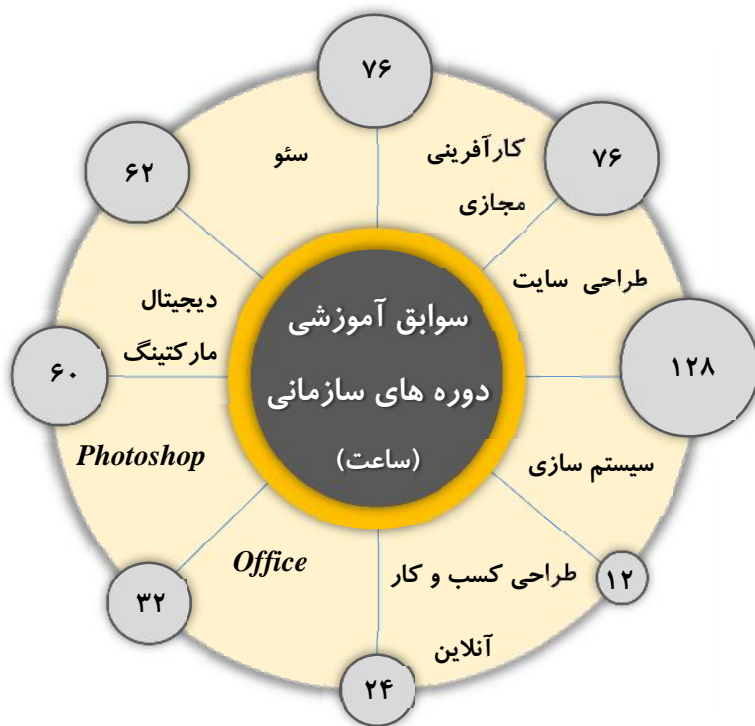 سوابق آموزشی
دوره های سازمانی
(ساعت)
۷۶
کارآفرینی
مجازی
۷۶
طراحی سایت
۱۲۸
سیستم سازی
۱۲
طراحی کسب و کار
آنلاین
۲۴
Office
۳۲
Photoshop
۶۰
دیجیتال
مارکتینگ
۶۲
سئو